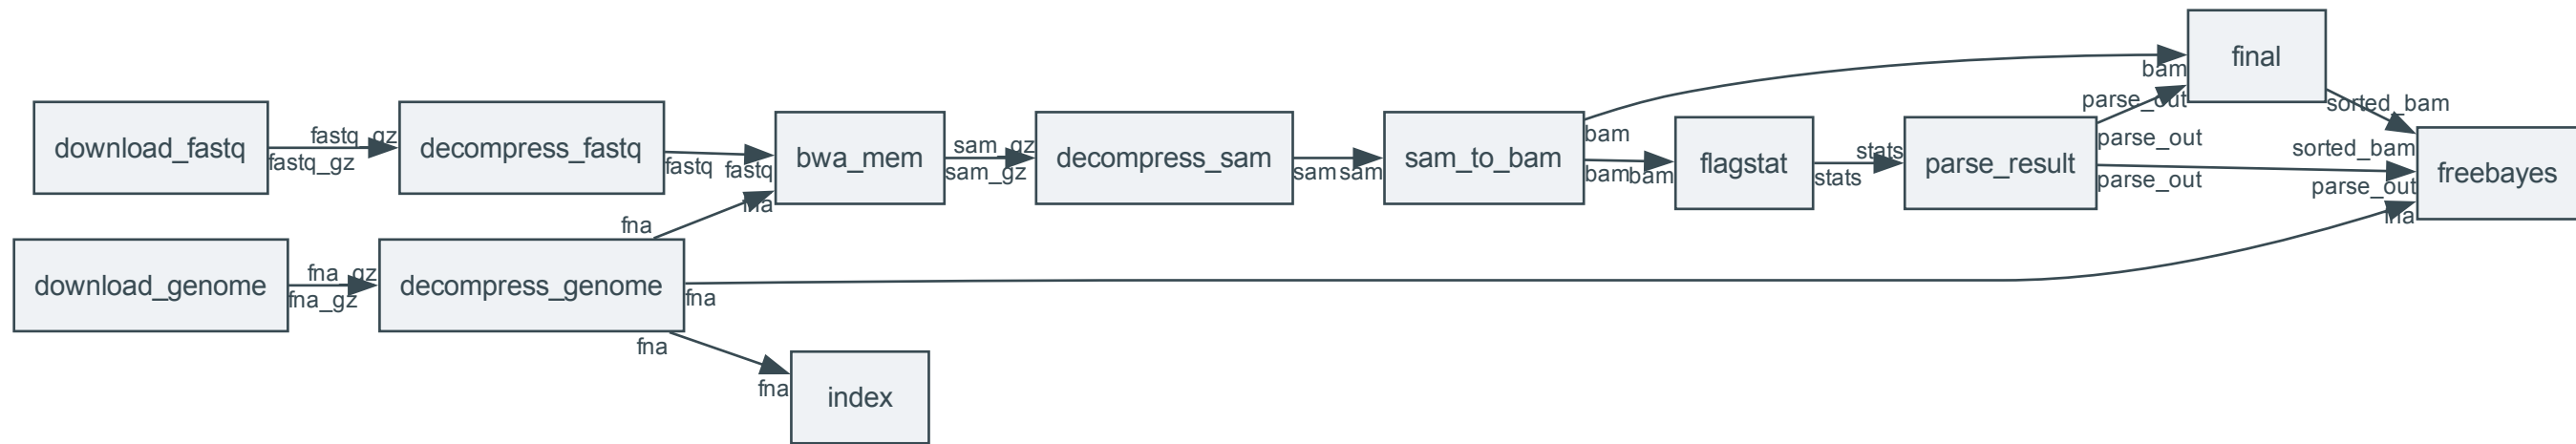 final
bam
parse_out
sorted_bam
download_fastq
fastq_gz
fastq_gz
decompress_fastq
fastq
fastq
bwa_mem
sam_gz
sam_gz
decompress_sam
sam
sam
sam_to_bam
bam
bam
bam
flagstat
stats
stats
parse_result
parse_out
parse_out
sorted_bam
parse_out
fna
freebayes
fna
fna
download_genome
fna_gz
fna_gz
decompress_genome
fna
fna
fna
index